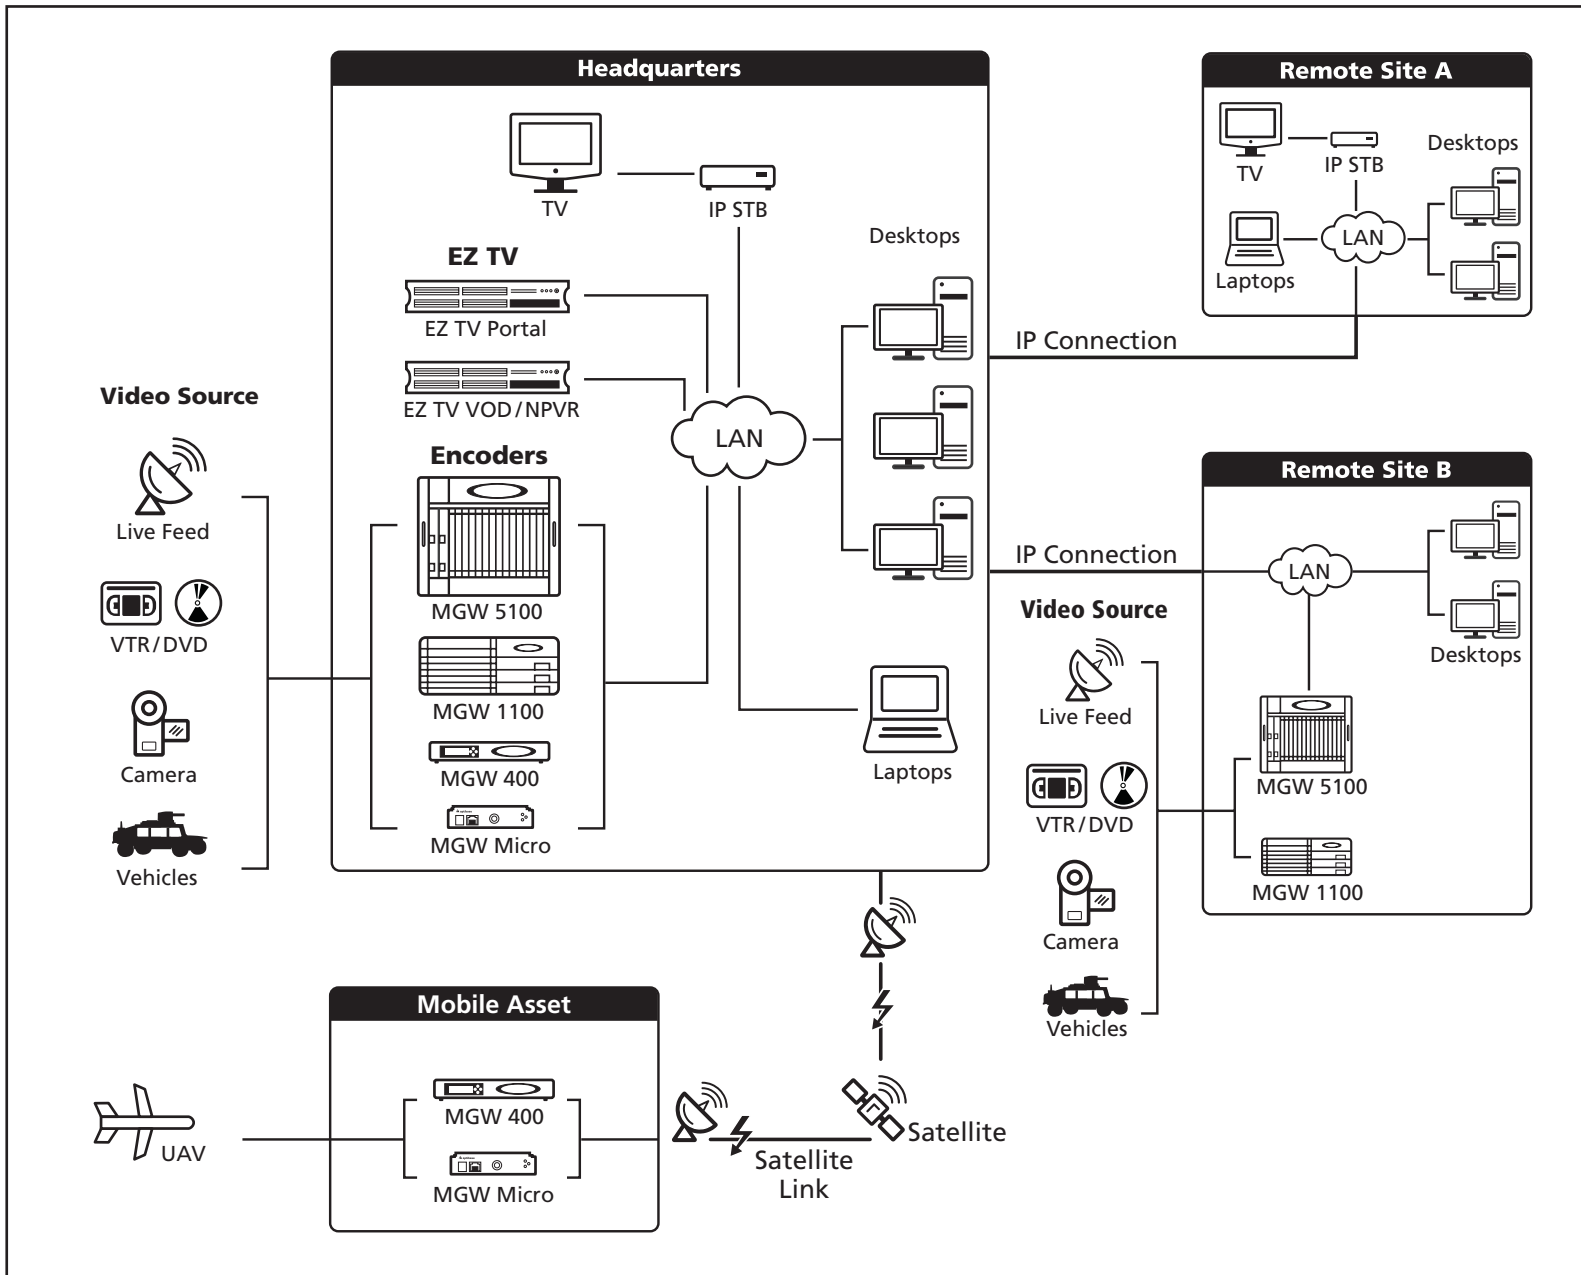 Headquarters
TV
IP STB
EZ TV
EZ TV Portal
EZ TV VOD/NPVR
Desktops
LAN
Encoders
MGW 5100
MGW 1100
MGW 400
MGW Micro
Laptops
Video Source
Live Feed
VTR/DVD
Camera
Vehicles
IP Connection
Remote Site A
TV
IP STB
Desktops
LAN
Laptops
IP Connection
Remote Site B
LAN
Desktops
MGW 5100
MGW 1100
Video Source
Live Feed
VTR/DVD
Camera
Vehicles
Mobile Asset
MGW 400
MGW Micro
UAV
Satellite
Link
Satellite